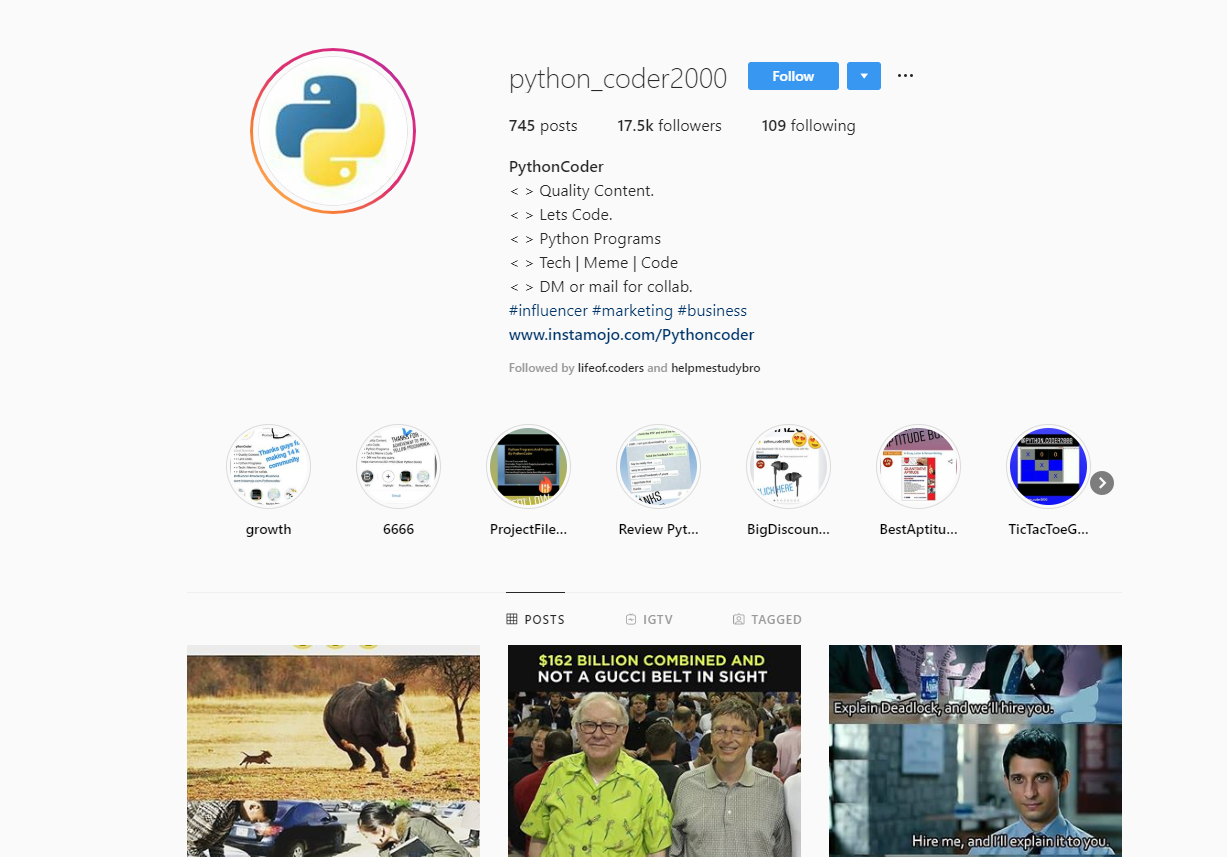 python_coder2000 Follow
745 posts 17.5k followers 109 following
PythonCoder
< > Quality Content.
< > Lets Code.
< > Python Programs
< > Tech | Meme | Code
< > DM or mail for collab.
#influencer #marketing #business
www.instamojo.com/Pythoncoder
Followed by lifeof.coders and helpmestudybro
growth 6666 ProjectFile... Review Pyt... BigDiscoun... BestAptitu... TicTacToeG...
POSTS IGTV TAGGED
$162 BILLION COMBINED AND
NOT A GUCCI BELT IN SIGHT
Explain Deadlock, and we'll hire you.
Hire me, and I'll explain it to you.